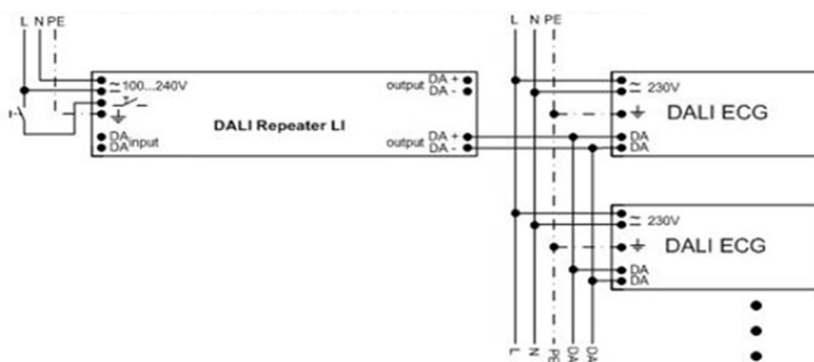 L N PE
L N PE
100...240V
DA input
DA
DALI Repeater LI
output DA +
DA -
output DA +
DA -
230V
DALI ECG
DA
DA
230V
DALI ECG
DA
DA
L N PE DA DA